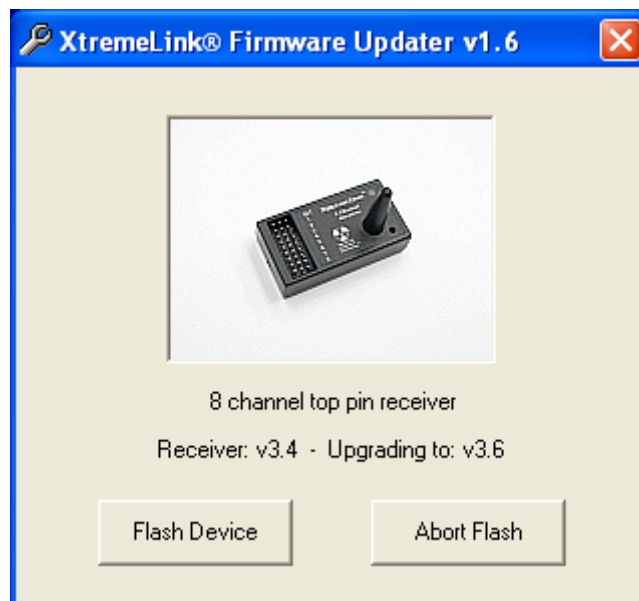 XtremeLink® Firmware Updater v1.6
8 channel top pin receiver
Receiver: v3.4 - Upgrading to: v3.6
Flash Device
Abort Flash